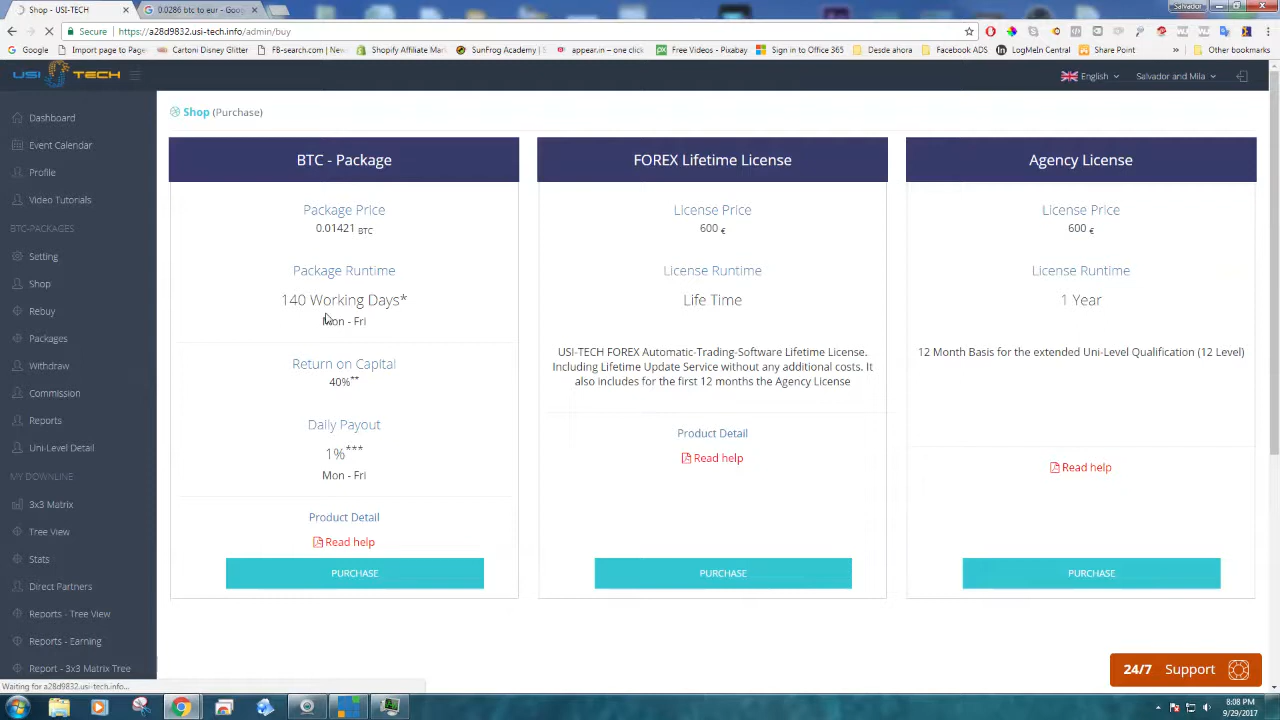 Shop - USI-TECH
0.0286 btc to eur - Goog
Salvador
Secure
https://a28d9832.usi-tech.info/admin/buy
Google
Import page to Paper
Cartoni 8332 Global
FB-search.com
Shopify Affiliate Mark
Surfing Academy |
appear.in – one click
Free Videos - Pixabay
Sign in to Office 365
Desde ahora
Facebook
LogMeIn Central
Share Point
Other bookmarks
USI TECH
English
Salvador and Mila
Dashboard
Event Calendar
Profile
Video Tutorials
BTC-PACKAGES
Setting
Shop
Rebuy
Packages
Withdraw
Commission
Reports
Uni-Level Detail
MY DOWNLINE
3x3 Matrix
Tree View
Stats
Direct Partners
Reports - Tree View
Reports - Earning
Report - 3x3 Matrix Tree
Shop (Purchase)
BTC - Package
Package Price
0.01421 BTC
Package Runtime
140 Working Days*
Mon - Fri
Return on Capital
40%**
Daily Payout
1%***
Mon - Fri
Product Detail
Read help
PURCHASE
FOREX Lifetime License
License Price
600 €
License Runtime
Life Time
USI-TECH FOREX Automatic-Trading-Software Lifetime License.
Including Lifetime Update Service without any additional costs. It
also includes for the first 12 months the Agency License
Product Detail
Read help
PURCHASE
Agency License
License Price
600 €
License Runtime
1 Year
12 Month Basis for the extended Uni-Level Qualification (12 Level)
Read help
PURCHASE
24/7 Support
Waiting for a28d9832.usi-tech.info...
8:08 PM
9/29/2017